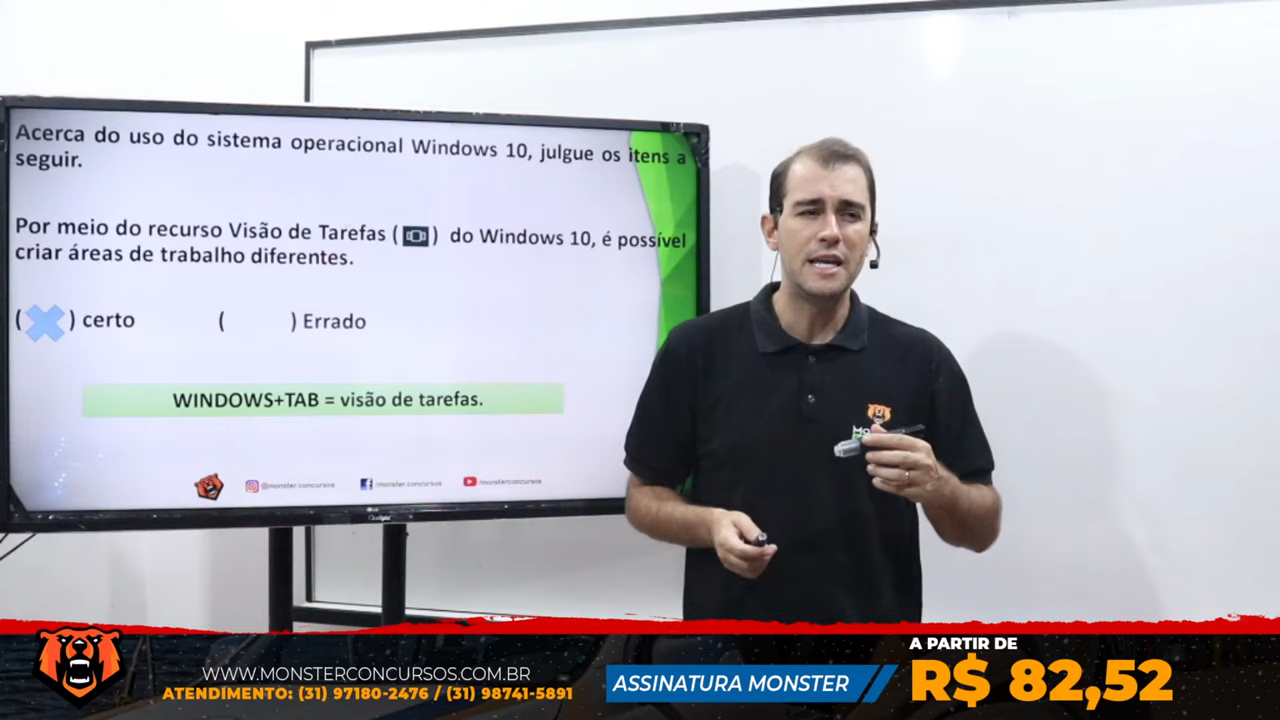 Acerca do uso do sistema operacional Windows 10, julgue os itens a
seguir.
Por meio do recurso Visão de Tarefas ( ) do Windows 10, é possível
criar áreas de trabalho diferentes.
( ) certo ( ) Errado
WINDOWS+TAB = visão de tarefas.
@monster.concursos /monster.concursos /monsterconcursos
LG
WWW.MONSTERCONCURSOS.COM.BR
ATENDIMENTO: (31) 97180-2476 / (31) 98741-5891
ASSINATURA MONSTER
A PARTIR DE
R$ 82,52